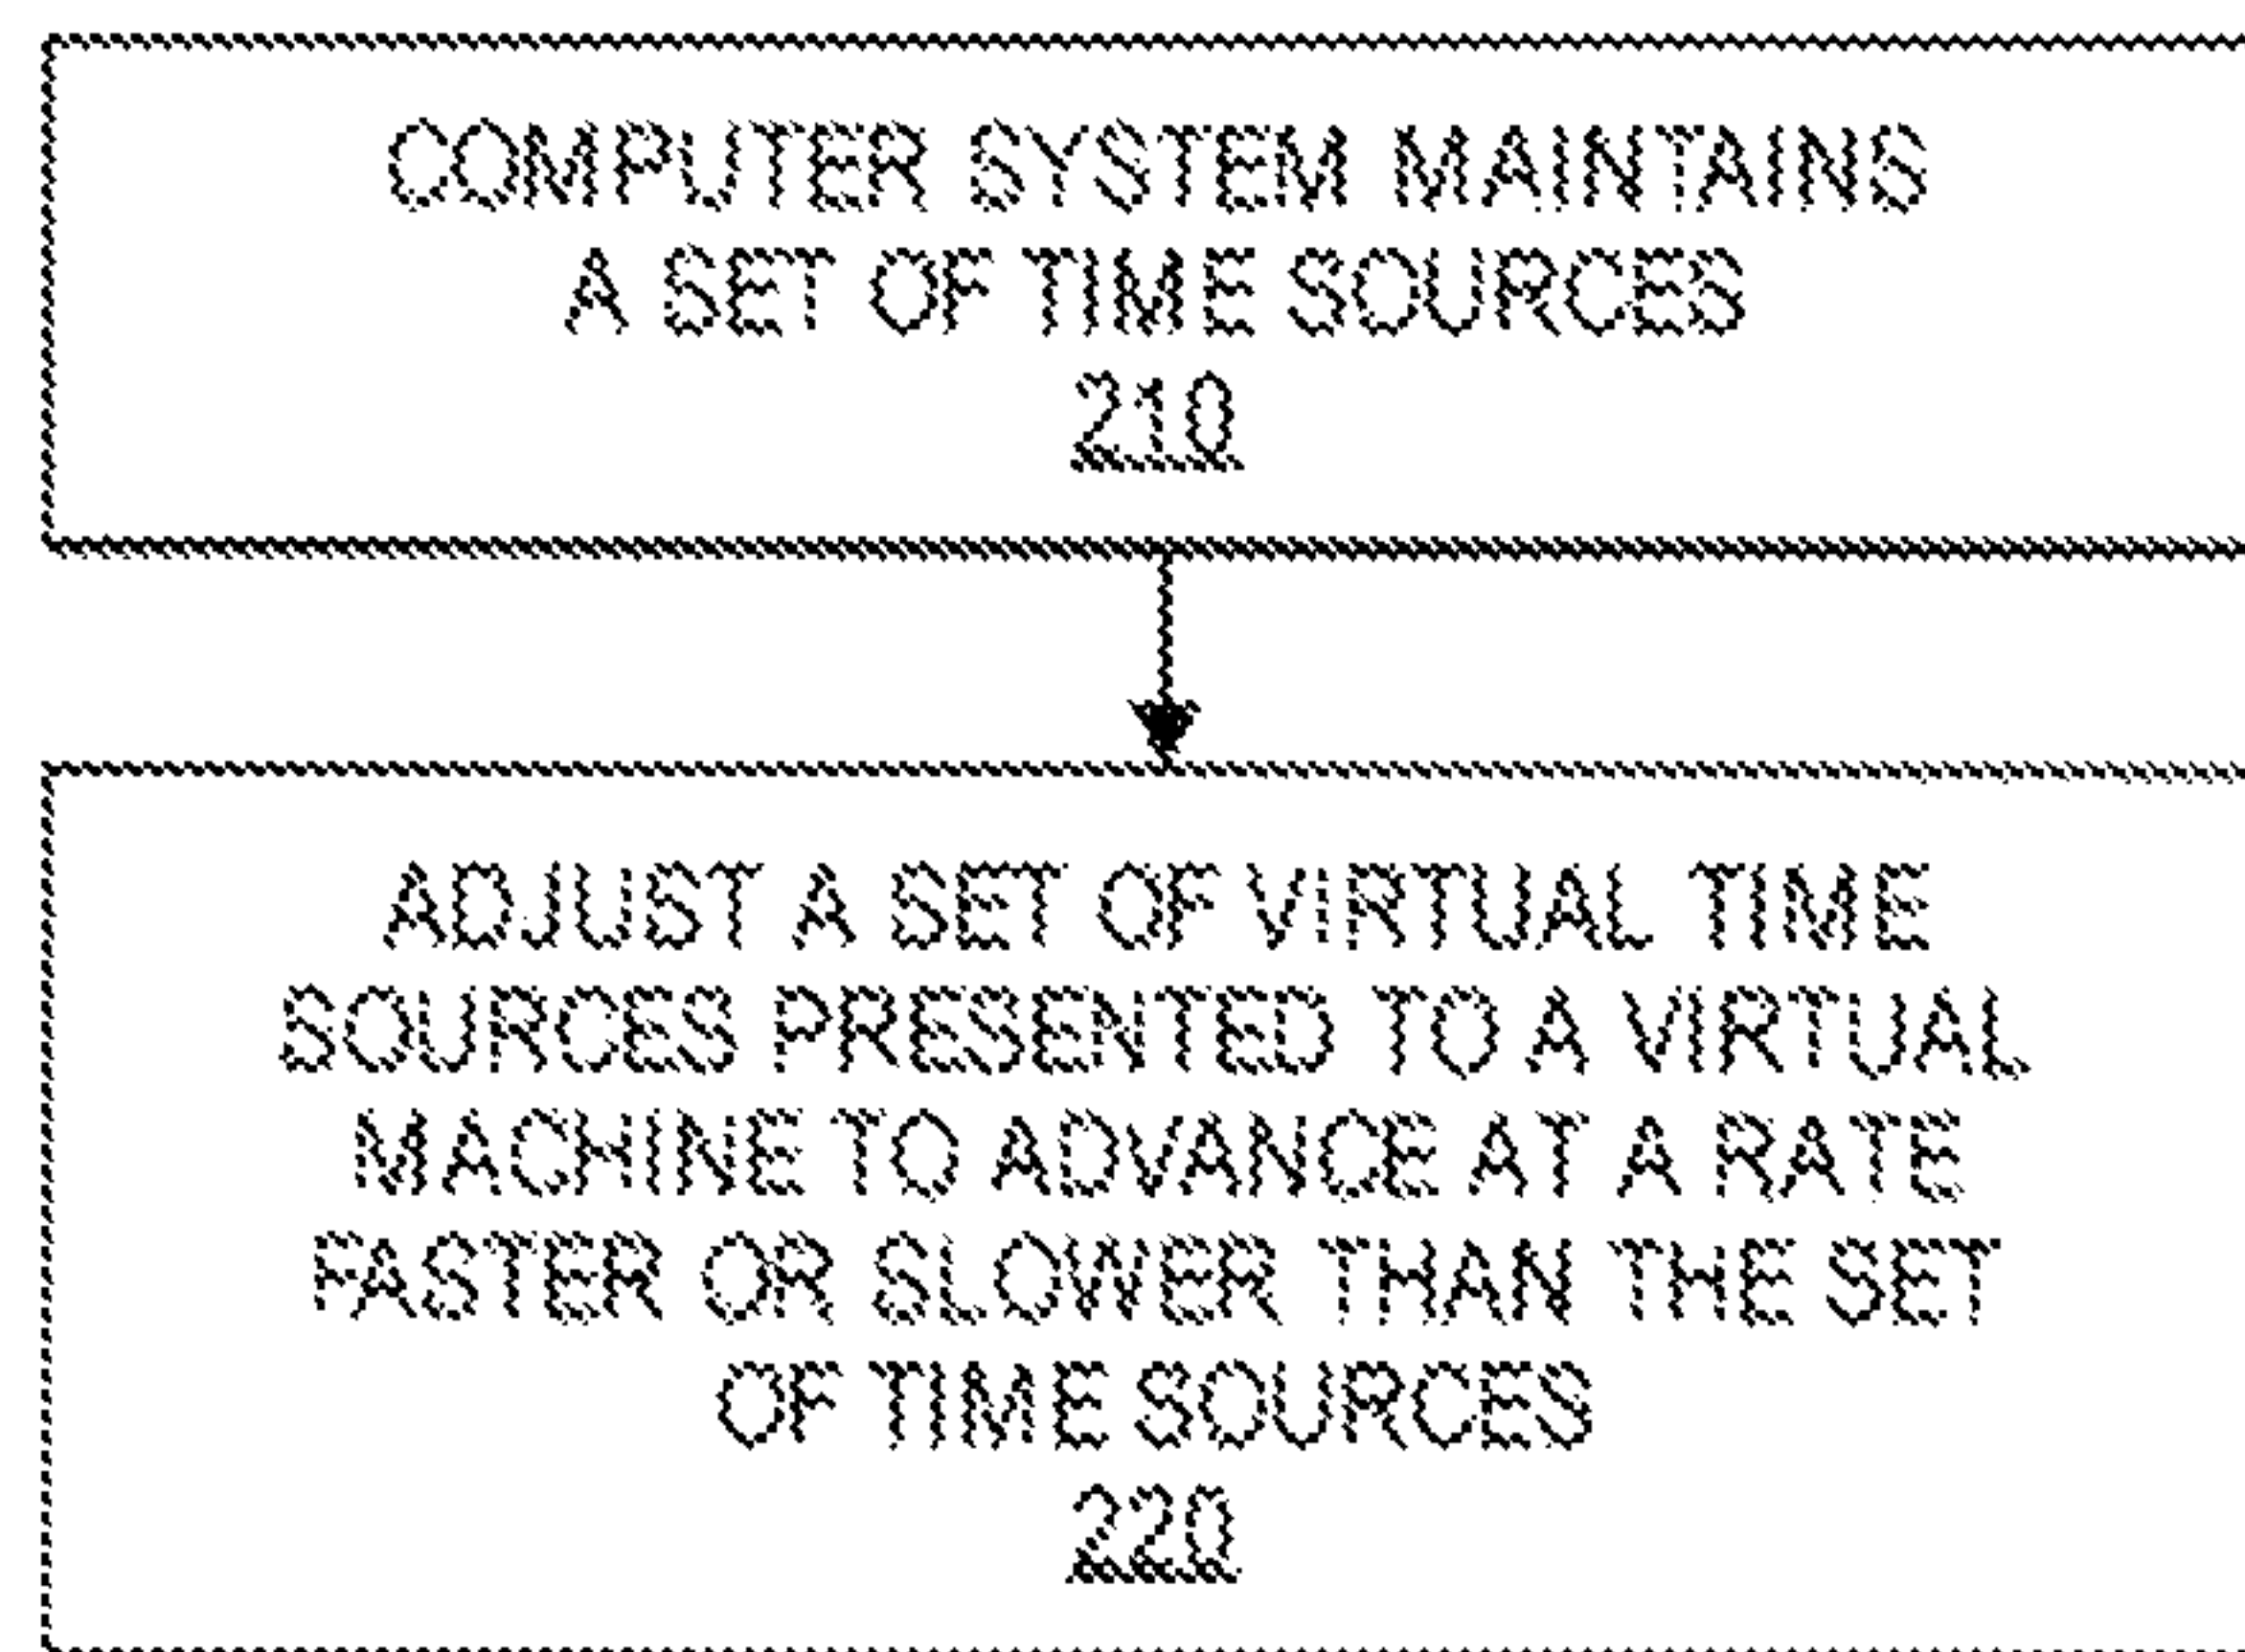 COMPUTER SYSTEM MAINTAINS
A SET OF TIME SOURCES
210
ADJUST A SET OF VIRTUAL TIME
SOURCES PRESENTED TO A VIRTUAL
MACHINE TO ADVANCE AT A RATE
FASTER OR SLOWER THAN THE SET
OF TIME SOURCES
220